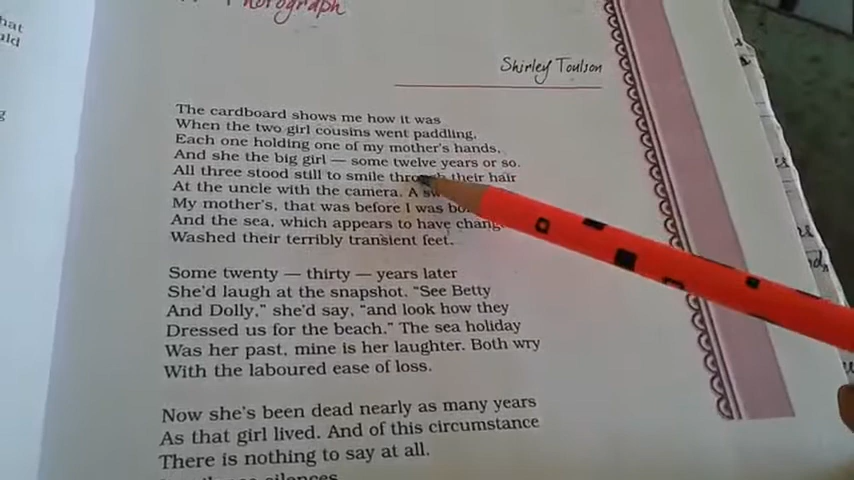 Photograph
Shirley Toulson
The cardboard shows me how it was
When the two girl cousins went paddling,
Each one holding one of my mother's hands,
And she the big girl — some twelve years or so.
All three stood still to smile through their hair
At the uncle with the camera. A
My mother's, that was before I was
And the sea, which appears to have
Washed their terribly transient feet.
Some twenty — thirty — years later
She'd laugh at the snapshot. "See Betty
And Dolly," she'd say, "and look how they
Dressed us for the beach." The sea holiday
Was her past, mine is her laughter. Both wry
With the laboured ease of loss.
Now she's been dead nearly as many years
As that girl lived. And of this circumstance
There is nothing to say at all.
silences